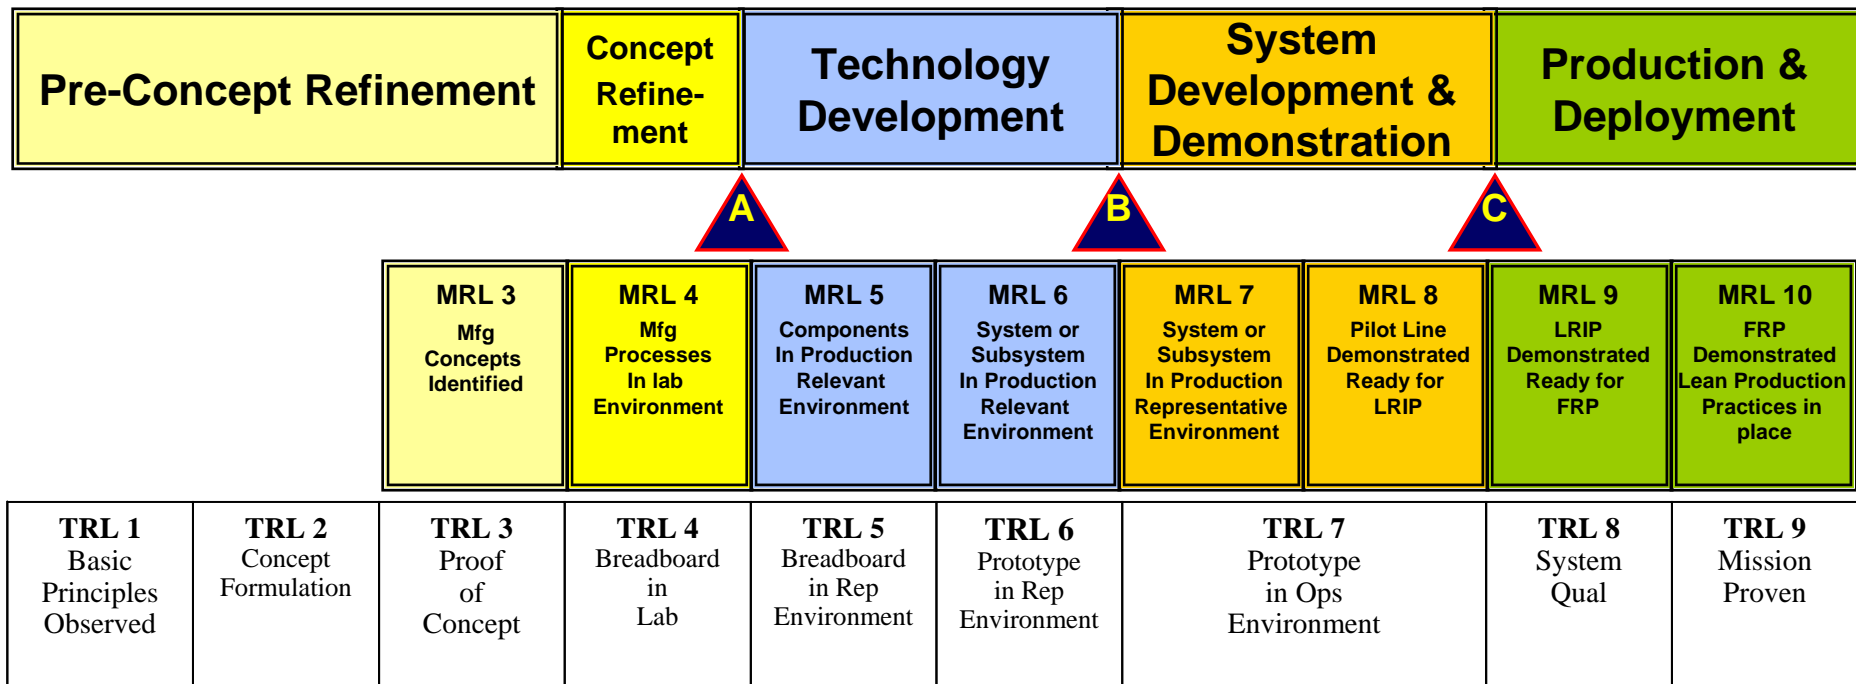 Pre-Concept Refinement
Concept
Refine-
ment
Technology
Development
System
Development &
Demonstration
Production &
Deployment
A
B
C
MRL 3
Mfg
Concepts
Identified
MRL 4
Mfg
Processes
In lab
Environment
MRL 5
Components
In Production
Relevant
Environment
MRL 6
System or
Subsystem
In Production
Relevant
Environment
MRL 7
System or
Subsystem
In Production
Representative
Environment
MRL 8
Pilot Line
Demonstrated
Ready for
LRIP
MRL 9
LRIP
Demonstrated
Ready for
FRP
MRL 10
FRP
Demonstrated
Lean Production
Practices in
place
TRL 1
Basic
Principles
Observed
TRL 2
Concept
Formulation
TRL 3
Proof
of
Concept
TRL 4
Breadboard
in
Lab
TRL 5
Breadboard
in Rep
Environment
TRL 6
Prototype
in Rep
Environment
TRL 7
Prototype
in Ops
Environment
TRL 8
System
Qual
TRL 9
Mission
Proven